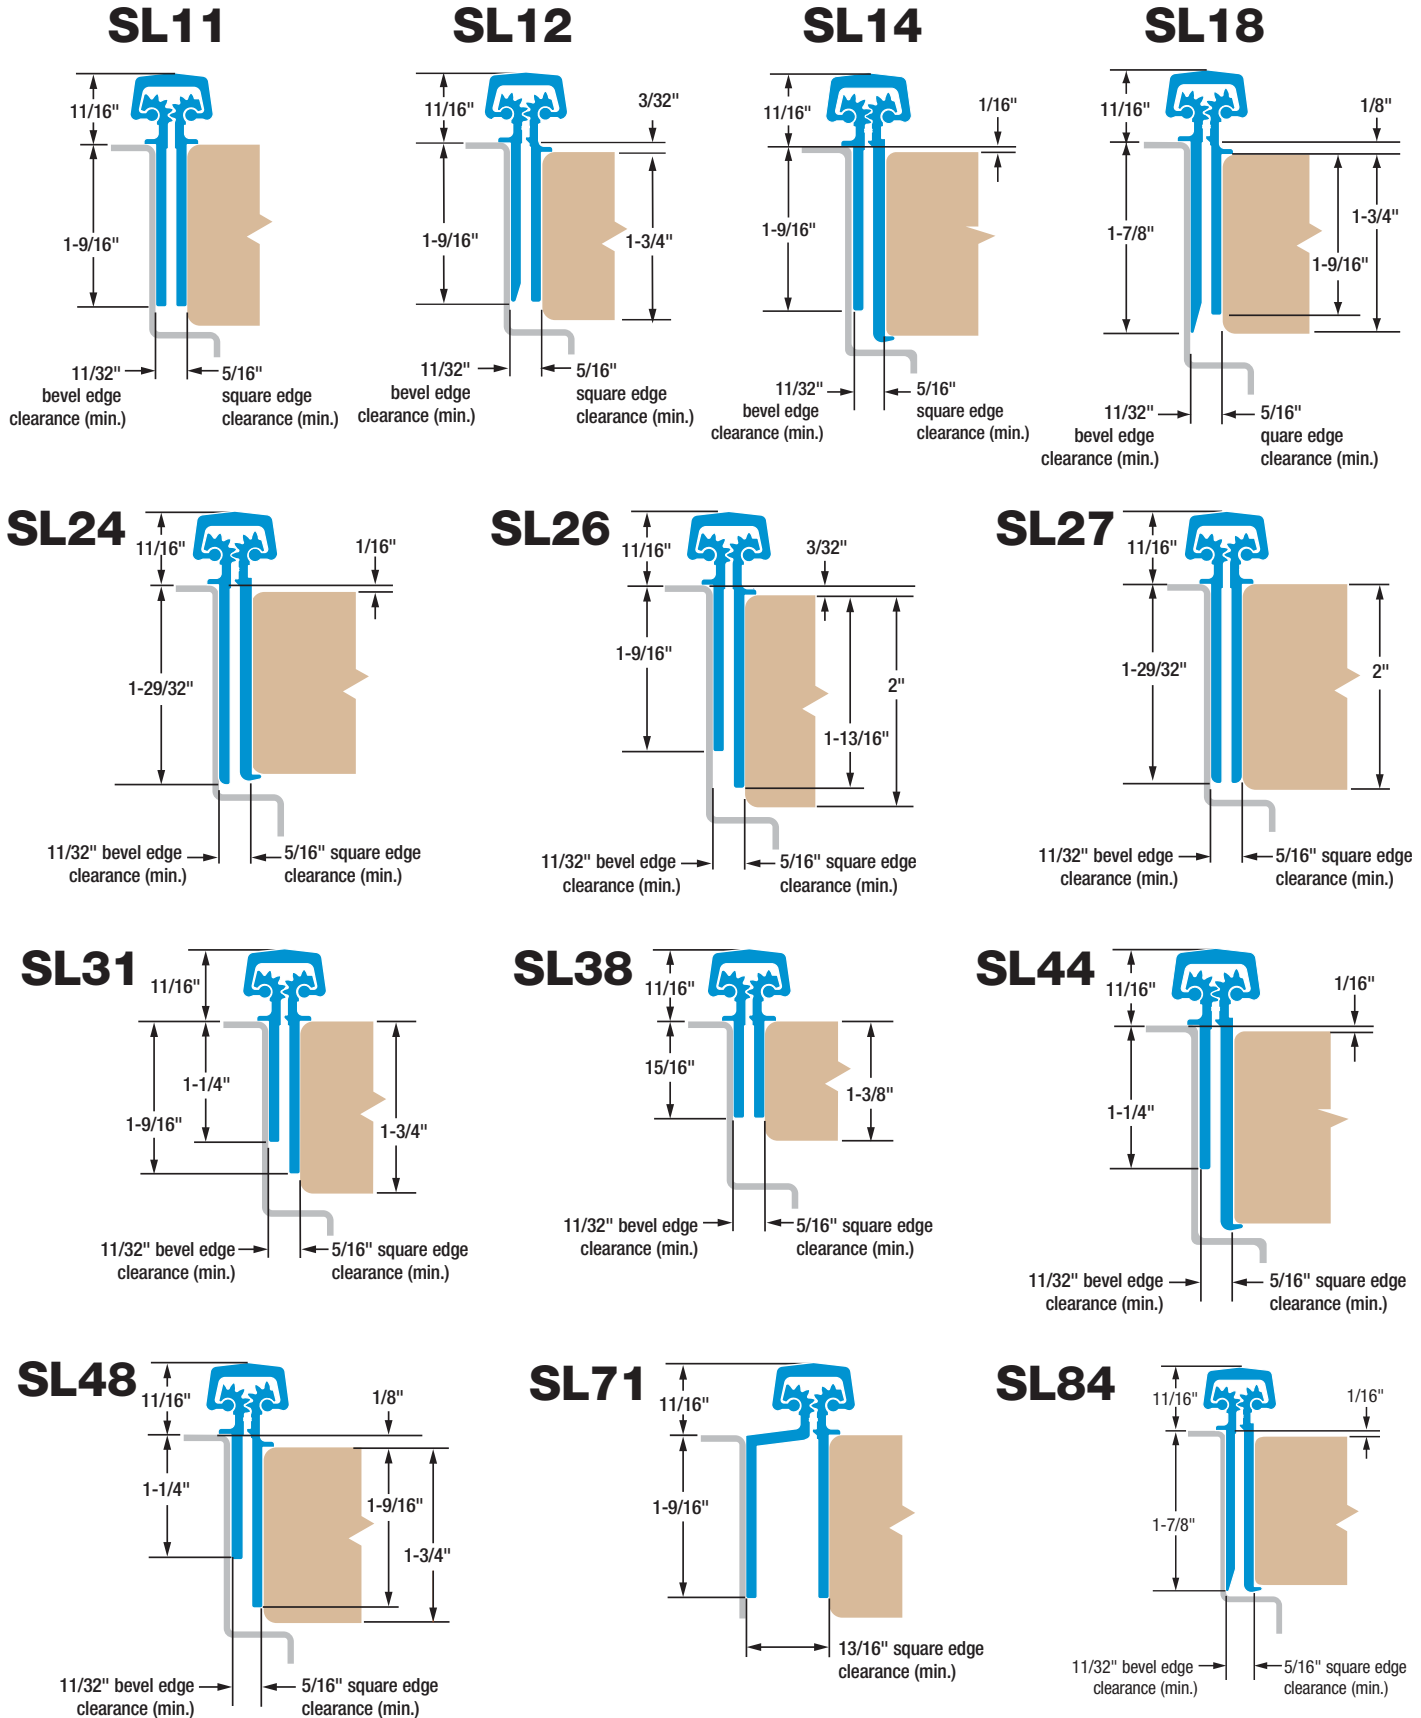 SL11
11/16"
1-9/16"
11/32"
bevel edge
clearance (min.)
5/16"
square edge
clearance (min.)
SL12
11/16"
3/32"
1-9/16"
1-3/4"
11/32"
bevel edge
clearance (min.)
5/16"
square edge
clearance (min.)
SL14
11/16"
1/16"
1-9/16"
11/32"
bevel edge
clearance (min.)
5/16"
square edge
clearance (min.)
SL18
11/16"
1/8"
1-7/8"
1-3/4"
1-9/16"
11/32"
bevel edge
clearance (min.)
5/16"
quare edge
clearance (min.)
SL24
11/16"
1/16"
1-29/32"
11/32" bevel edge
clearance (min.)
5/16" square edge
clearance (min.)
SL26
11/16"
3/32"
1-9/16"
2"
1-13/16"
11/32" bevel edge
clearance (min.)
5/16" square edge
clearance (min.)
SL27
11/16"
1-29/32"
2"
11/32" bevel edge
clearance (min.)
5/16" square edge
clearance (min.)
SL31
11/16"
1-1/4"
1-9/16"
1-3/4"
11/32" bevel edge
clearance (min.)
5/16" square edge
clearance (min.)
SL38
11/16"
15/16"
1-3/8"
11/32" bevel edge
clearance (min.)
5/16" square edge
clearance (min.)
SL44
11/16"
1/16"
1-1/4"
11/32" bevel edge
clearance (min.)
5/16" square edge
clearance (min.)
SL48
11/16"
1/8"
1-1/4"
1-9/16"
1-3/4"
11/32" bevel edge
clearance (min.)
5/16" square edge
clearance (min.)
SL71
11/16"
1-9/16"
13/16" square edge
clearance (min.)
SL84
11/16"
1/16"
1-7/8"
11/32" bevel edge
clearance (min.)
5/16" square edge
clearance (min.)